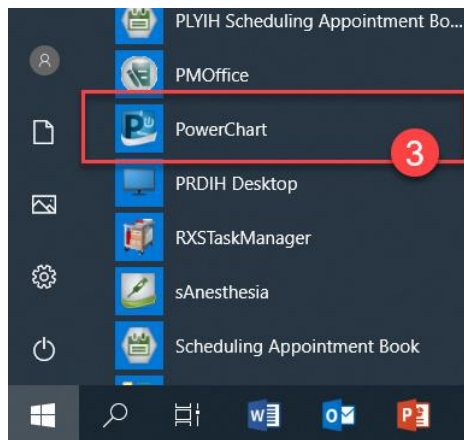 PLYIH Scheduling Appointment Bo...
PMOffice
PowerChart
3
PRDIH Desktop
RXSTaskManager
sAnesthesia
Scheduling Appointment Book